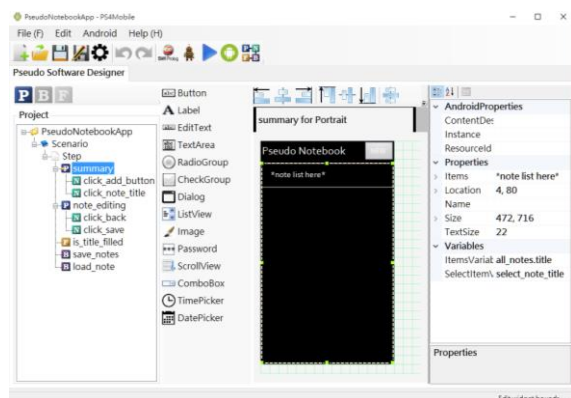 PseudoNotebookApp - PS4Mobile
File (F) Edit Android Help (H)
Pseudo Software Designer
P B F
Project
PseudoNotebookApp
Scenario
Step
summary
click_add_button
click_note_title
note_editing
click_back
click_save
is_title_filled
save_notes
load_note
Button
Label
EditText
TextArea
RadioGroup
CheckGroup
Dialog
ListView
Image
Password
ScrollView
ComboBox
TimePicker
DatePicker
summary for Portrait
Pseudo Notebook
*note list here*
AndroidProperties
ContentDe
Instance
ResourceId
Properties
Items *note list here*
Location 4, 80
Name
Size 472, 716
TextSize 22
Variables
ItemsVariab all_notes.title
SelectItemV select_note_title
Properties